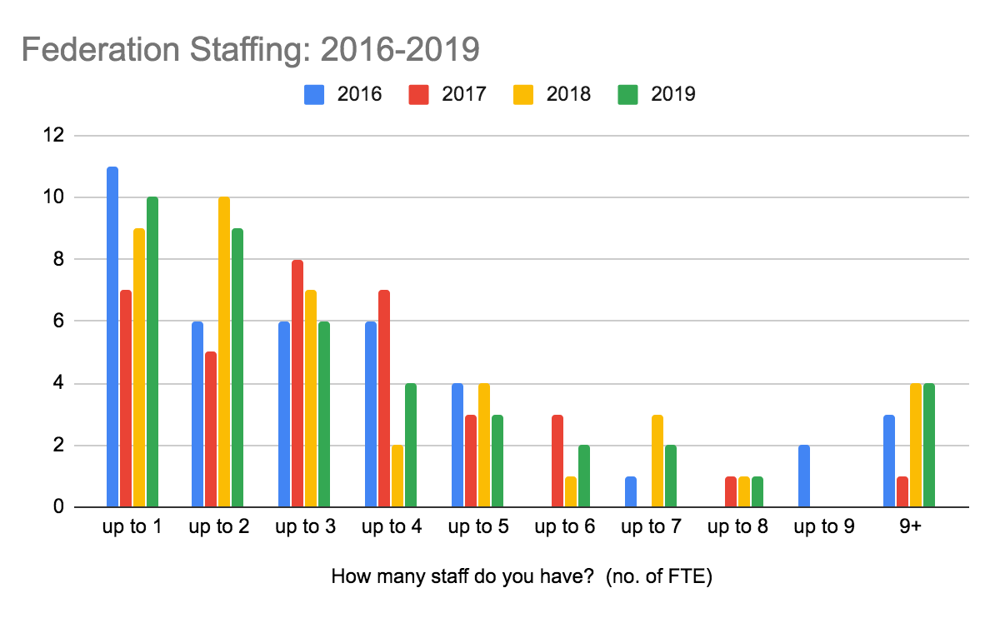 Federation Staffing: 2016-2019
2016 2017 2018 2019
12
10
8
6
4
2
0
up to 1 up to 2 up to 3 up to 4 up to 5 up to 6 up to 7 up to 8 up to 9 9+
How many staff do you have?  (no. of FTE)